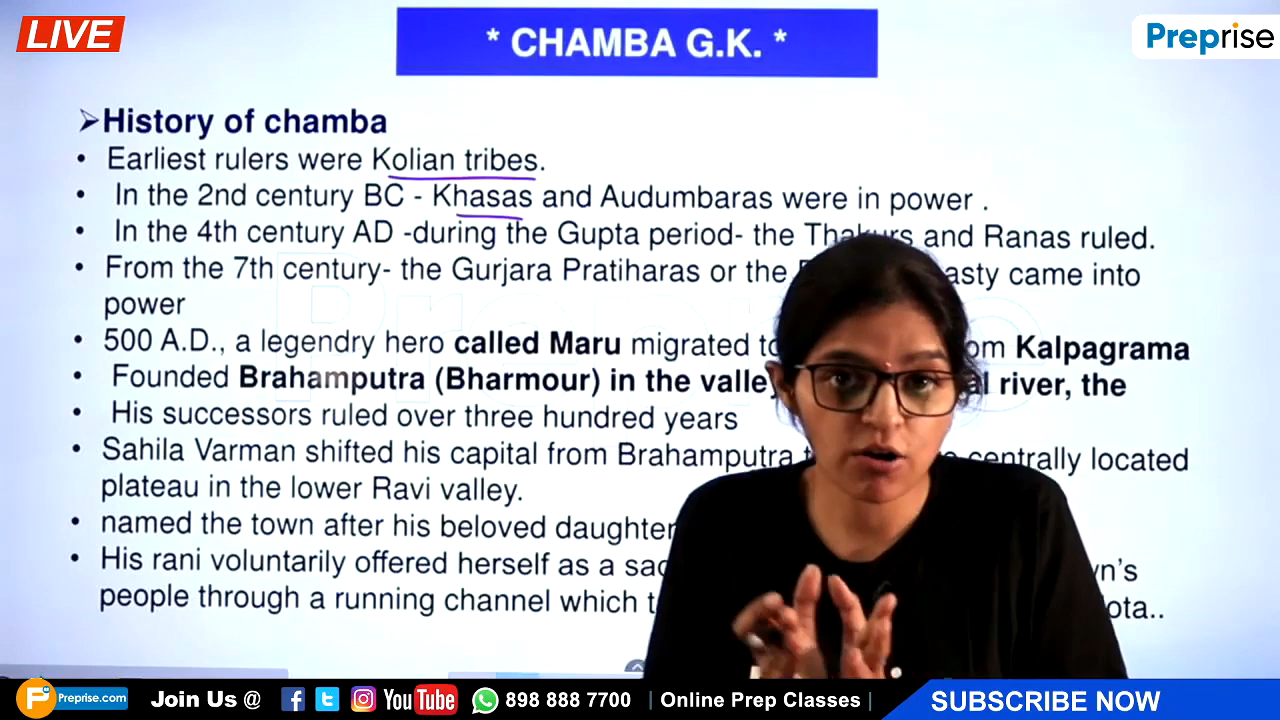 LIVE
* CHAMBA G.K. *
Preprise
➢History of chamba
• Earliest rulers were Kolian tribes.
• In the 2nd century BC - Khasas and Audumbaras were in power .
• In the 4th century AD -during the Gupta period- the Thakurs and Ranas ruled.
• From the 7th century- the Gurjara Pratiharas or the asty came into
power
• 500 A.D., a legendry hero called Maru migrated to om Kalpagrama
• Founded Brahamputra (Bharmour) in the valley al river, the
• His successors ruled over three hundred years
• Sahila Varman shifted his capital from Brahamputra centrally located
plateau in the lower Ravi valley.
• named the town after his beloved daughter
• His rani voluntarily offered herself as a sac wn's
people through a running channel which t ota..
Preprise
Preprise.com Join Us @ YouTube 898 888 7700 | Online Prep Classes | SUBSCRIBE NOW